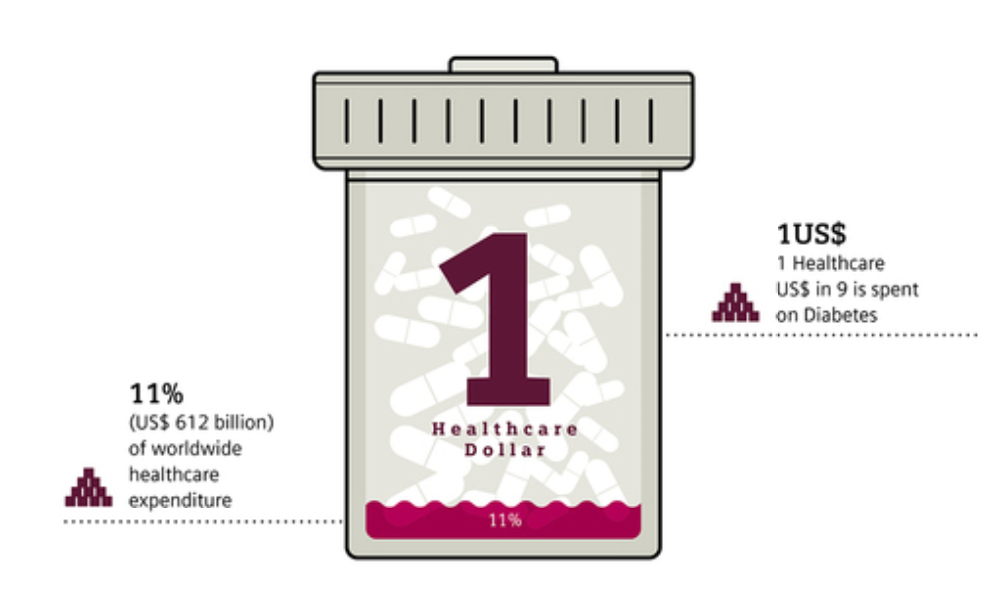 1
Healthcare
Dollar
11%
1US$
1 Healthcare
US$ in 9 is spent
on Diabetes
11%
(US$ 612 billion)
of worldwide
healthcare
expenditure